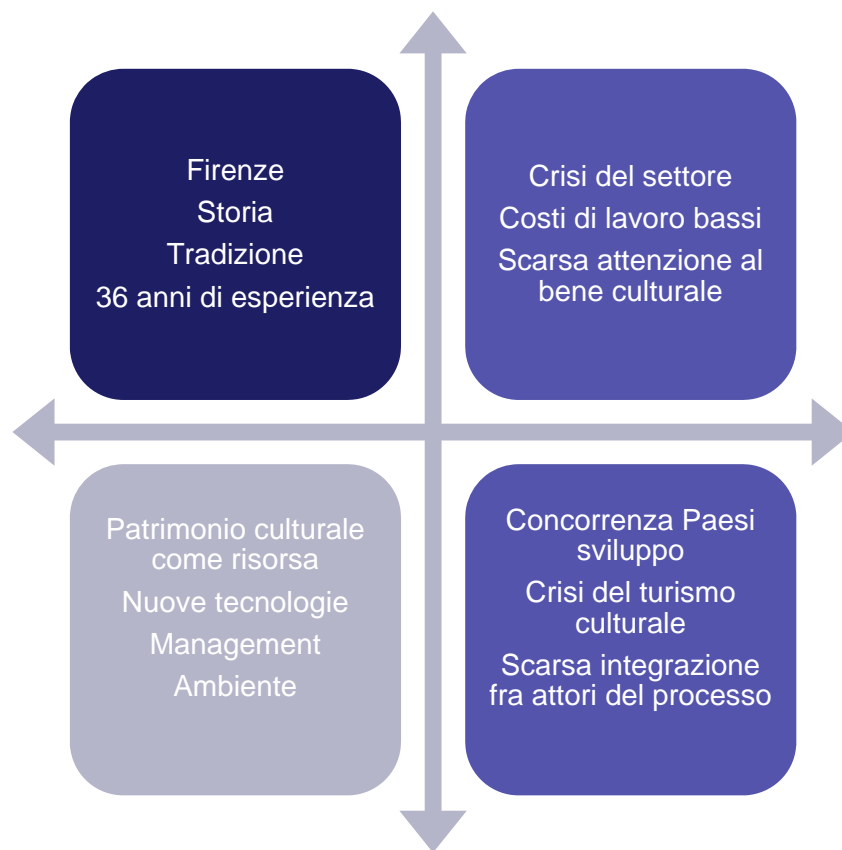 Firenze
Storia
Tradizione
36 anni di esperienza
Crisi del settore
Costi di lavoro bassi
Scarsa attenzione al
bene culturale
Patrimonio culturale
come risorsa
Nuove tecnologie
Management
Ambiente
Concorrenza Paesi
sviluppo
Crisi del turismo
culturale
Scarsa integrazione
fra attori del processo